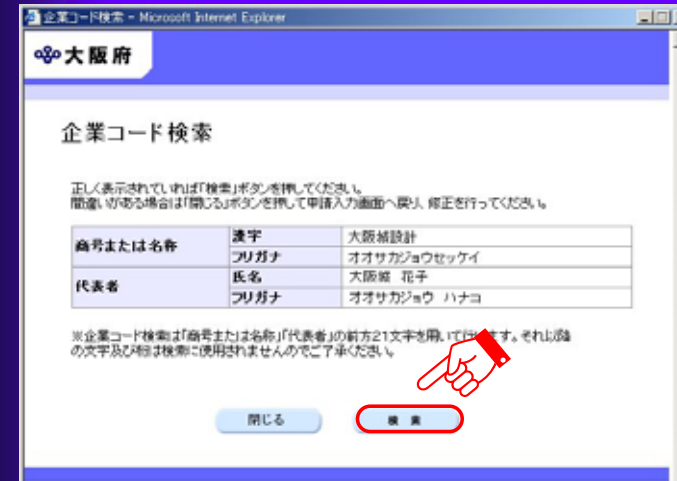 企業コード検索 - Microsoft Internet Explorer
大阪府
企業コード検索
正しく表示されていれば「検索」ボタンを押してください。
間違いがある場合は「閉じる」ボタンを押して申請入力画面へ戻り、修正を行ってください。
商号または名称 漢字 大阪城設計
フリガナ オオサカジョウセッケイ
代表者 氏名 大阪城 花子
フリガナ オオサカジョウ ハナコ
※企業コード検索は「商号または名称」「代表者」の前方21文字を用いて行います。それ以降
の文字及び項目は検索に使用されませんのでご了承ください。
閉じる 検索